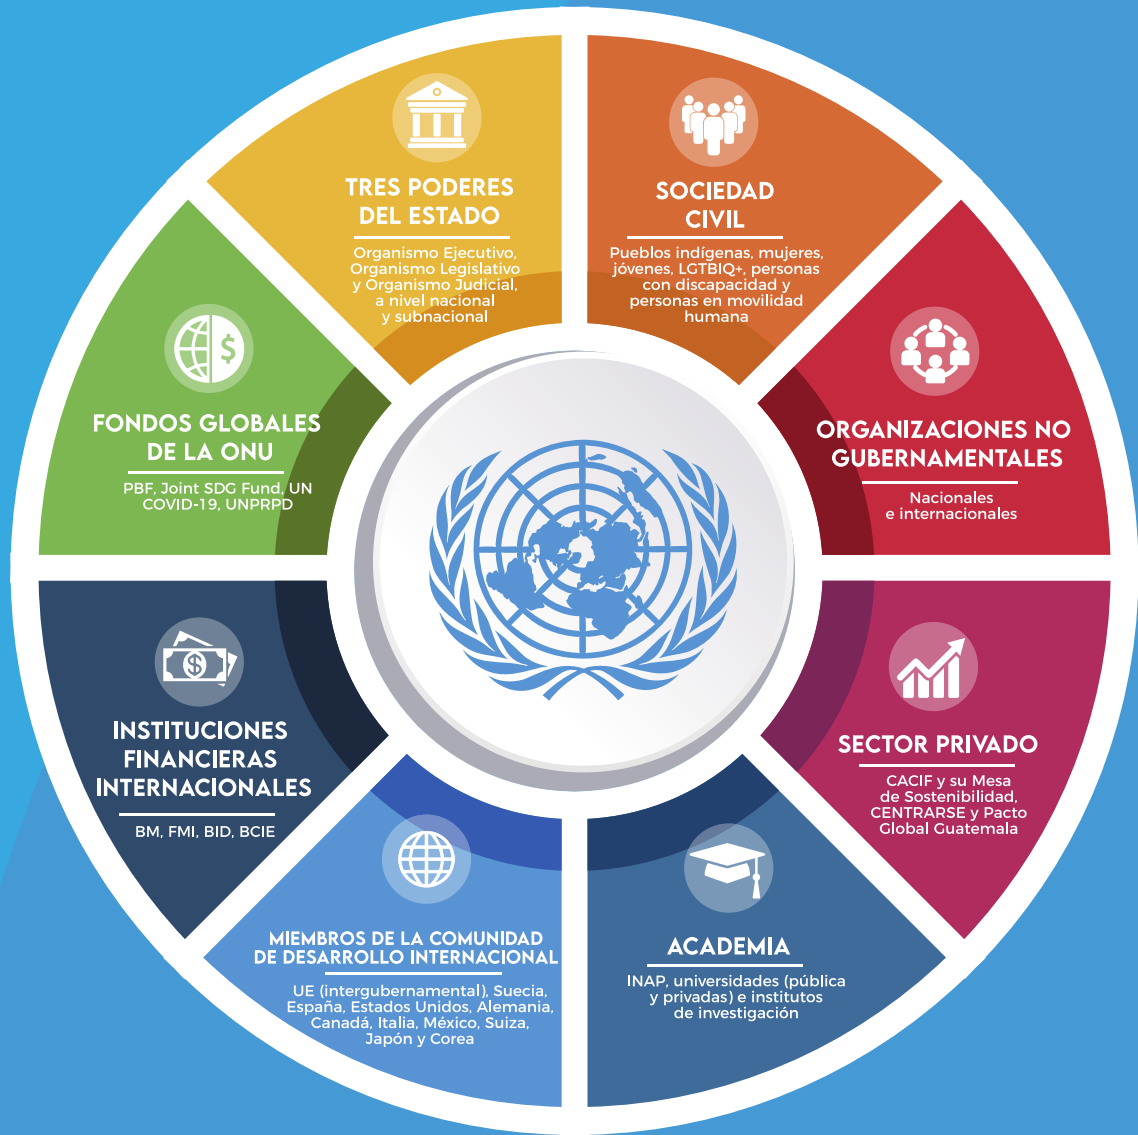 TRES PODERES
DEL ESTADO
Organismo Ejecutivo,
Organismo Legislativo
y Organismo Judicial,
a nivel nacional
y subnacional
SOCIEDAD
CIVIL
Pueblos indígenas, mujeres,
jóvenes, LGTBIQ+, personas
con discapacidad y
personas en movilidad
humana
ORGANIZACIONES NO
GUBERNAMENTALES
Nacionales
e internacionales
SECTOR PRIVADO
CACIF y su Mesa
de Sostenibilidad,
CENTRARSE y Pacto
Global Guatemala
ACADEMIA
INAP, universidades (pública
y privadas) e institutos
de investigación
MIEMBROS DE LA COMUNIDAD
DE DESARROLLO INTERNACIONAL
UE (intergubernamental), Suecia,
España, Estados Unidos, Alemania,
Canadá, Italia, México, Suiza,
Japón y Corea
INSTITUCIONES
FINANCIERAS
INTERNACIONALES
BM, FMI, BID, BCIE
FONDOS GLOBALES
DE LA ONU
PBF, Joint SDG Fund, UN
COVID-19, UNPRPD
$
$